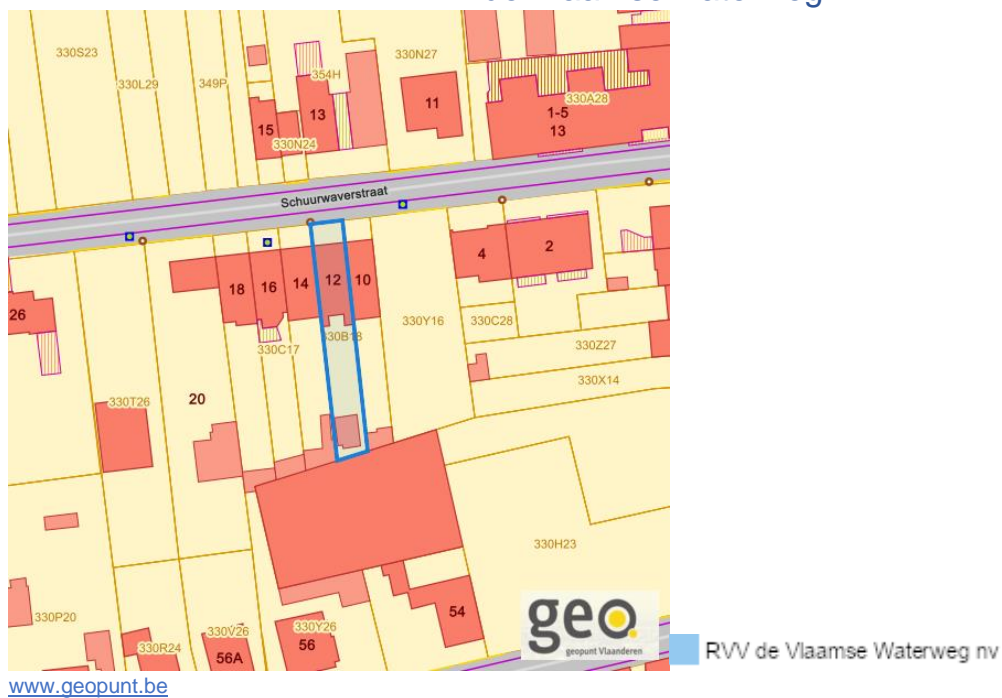 330S23
330L29
349P
354H
330N27
330A28
1-5
13
11
13
15
330N24
Schuurwaverstraat
4
2
18
16
14
12
10
26
330C17
330B18
330Y16
330C28
330Z27
330X14
330T26
20
330H23
330P20
330R24
330V26
56A
330Y26
56
54
geo
geopunt Vlaanderen
RVV de Vlaamse Waterweg nv
www.geopunt.be